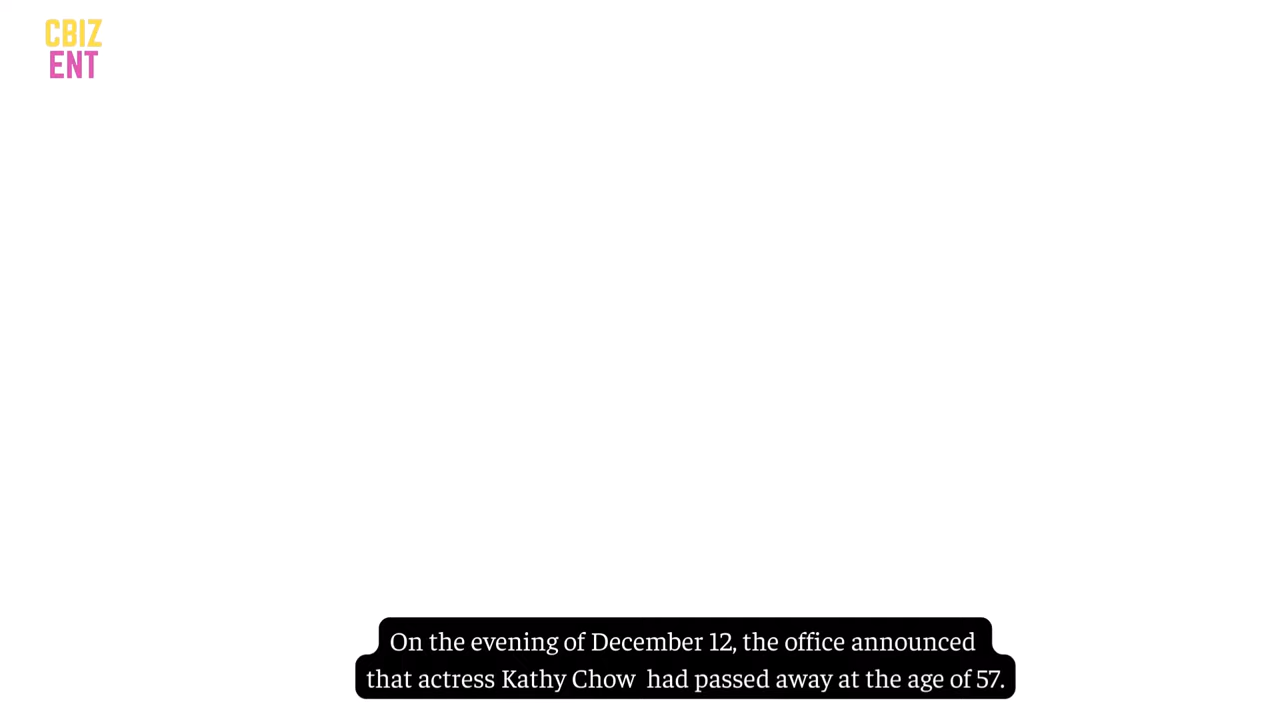 CBIZ
ENT
On the evening of December 12, the office announced
that actress Kathy Chow had passed away at the age of 57.